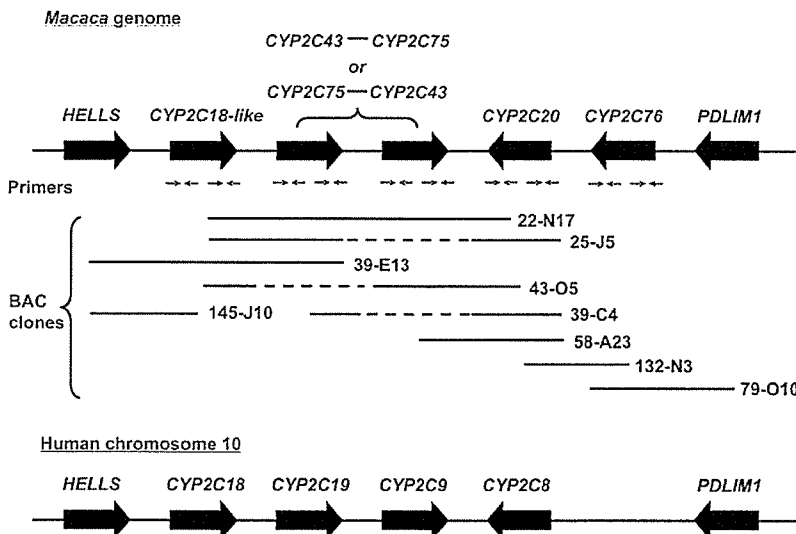 Macaca genome
CYP2C43 — CYP2C75
or
CYP2C75 — CYP2C43
HELLS CYP2C18-like CYP2C20 CYP2C76 PDLIM1
Primers
BAC clones
22-N17
25-J5
39-E13
43-O5
145-J10 39-C4
58-A23
132-N3
79-O10
Human chromosome 10
HELLS CYP2C18 CYP2C19 CYP2C9 CYP2C8 PDLIM1